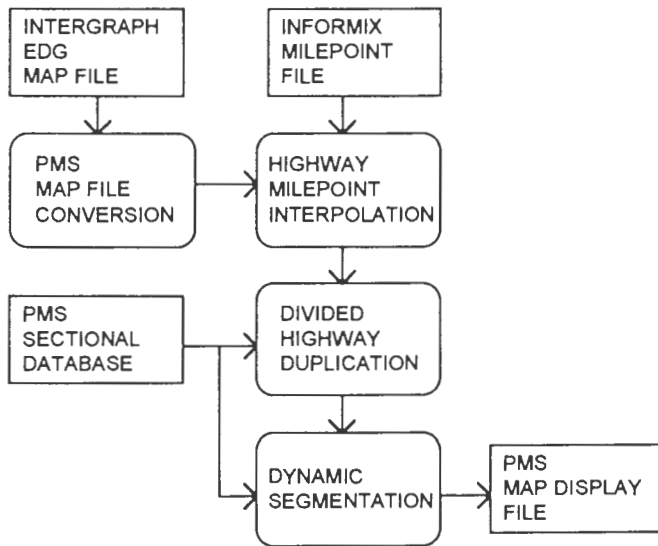 INTERGRAPH
EDG
MAP FILE
INFORMIX
MILEPOINT
FILE
PMS
MAP FILE
CONVERSION
HIGHWAY
MILEPOINT
INTERPOLATION
PMS
SECTIONAL
DATABASE
DIVIDED
HIGHWAY
DUPLICATION
DYNAMIC
SEGMENTATION
PMS
MAP DISPLAY
FILE